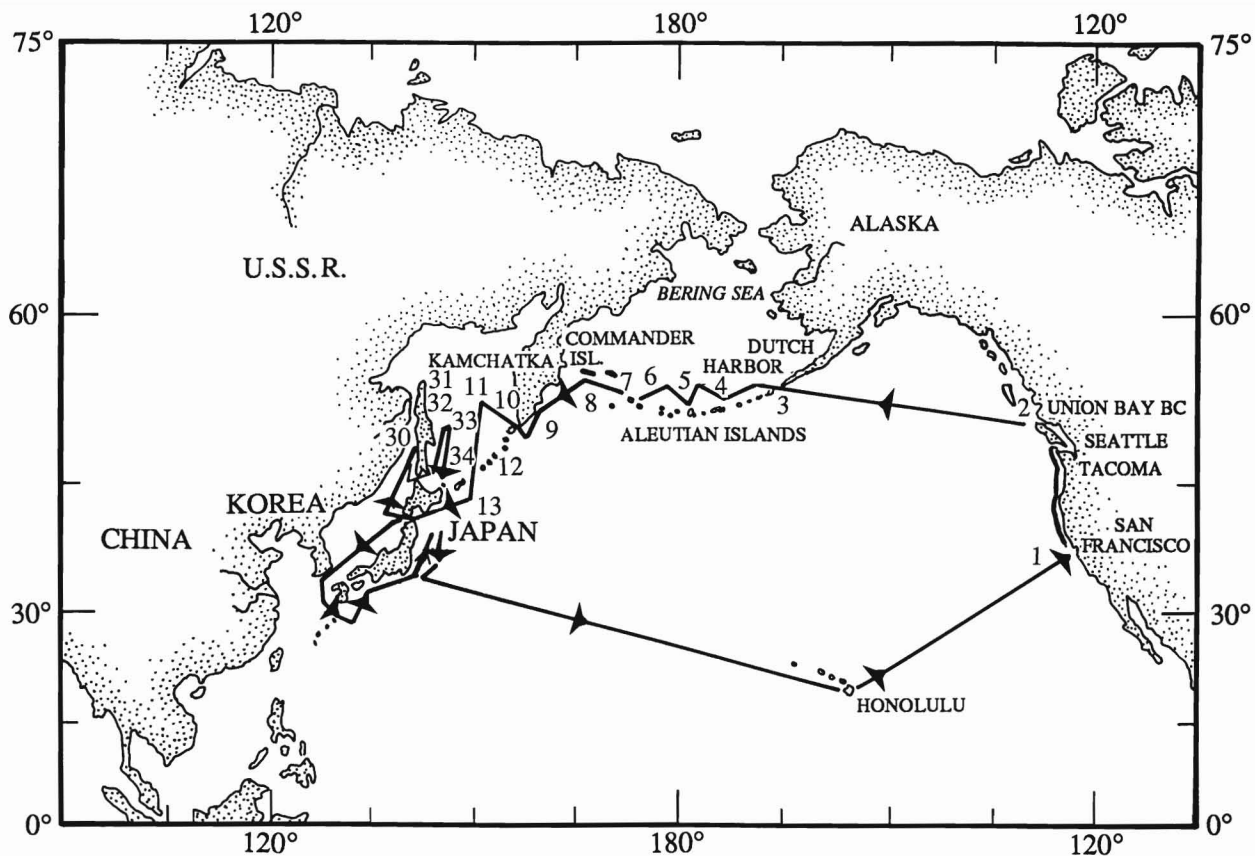 120°
180°
120°
75°
75°
ALASKA
U.S.S.R.
BERING SEA
60°
60°
COMMANDER
ISL.
DUTCH
HARBOR
KAMCHATKA
31
11
10
7
6
5
4
3
8
32
33
30
9
2
UNION BAY BC
ALEUTIAN ISLANDS
SEATTLE
34
12
TACOMA
KOREA
13
CHINA
JAPAN
SAN
FRANCISCO
1
30°
30°
HONOLULU
0°
0°
120°
180°
120°